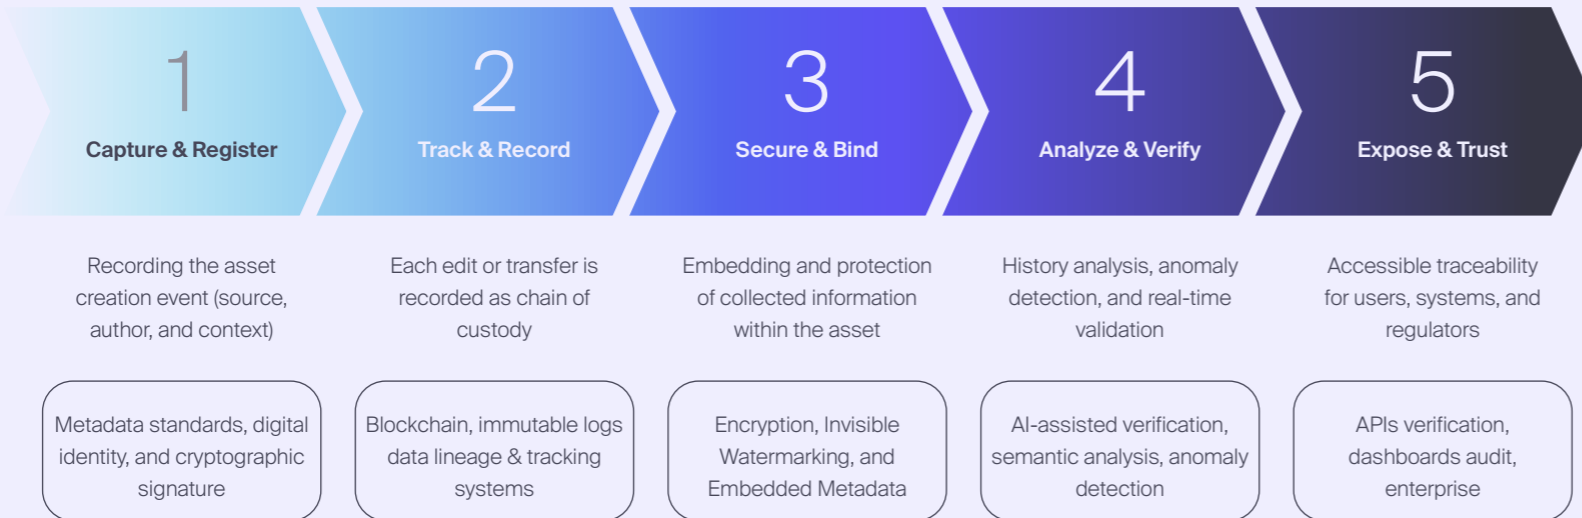 1
Capture & Register
2
Track & Record
3
Secure & Bind
4
Analyze & Verify
5
Expose & Trust
Recording the asset
creation event (source,
author, and context)
Each edit or transfer is
recorded as chain of
custody
Embedding and protection
of collected information
within the asset
History analysis, anomaly
detection, and real-time
validation
Accessible traceability
for users, systems, and
regulators
Metadata standards, digital
identity, and cryptographic
signature
Blockchain, immutable logs
data lineage & tracking
systems
Encryption, Invisible
Watermarking, and
Embedded Metadata
AI-assisted verification,
semantic analysis, anomaly
detection
APIs verification,
dashboards audit,
enterprise